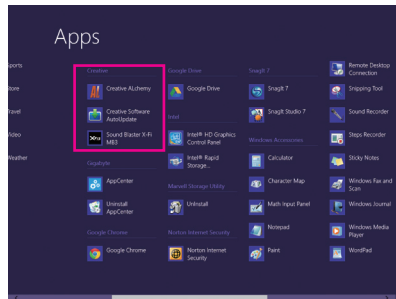 Apps
Sports
Store
Travel
Video
Weather
Creative
Creative ALchemy
Creative Software
AutoUpdate
Sound Blaster X-Fi
MB3
Gigabyte
AppCenter
Uninstall
AppCenter
Google Chrome
Google Chrome
Google Drive
Google Drive
Intel
Intel® HD Graphics
Control Panel
Intel® Rapid
Storage...
Marvell Storage Utility
Uninstall
Norton Internet Security
Norton Internet
Security
SnagIt 7
SnagIt 7
SnagIt Studio 7
Windows Accessories
Calculator
Character Map
Math Input Panel
Notepad
Paint
Remote Desktop
Connection
Snipping Tool
Sound Recorder
Steps Recorder
Sticky Notes
Windows Fax and
Scan
Windows Journal
Windows Media
Player
WordPad